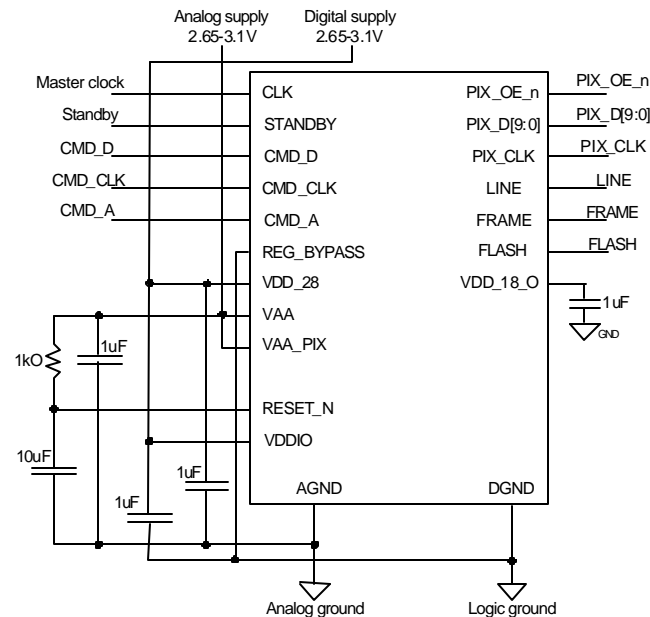 Analog supply
2.65-3.1V
Digital supply
2.65-3.1V
Master clock
Standby
CMD_D
CMD_CLK
CMD_A
CLK
STANDBY
CMD_D
CMD_CLK
CMD_A
REG_BYPASS
VDD_28
VAA
VAA_PIX
RESET_N
VDDIO
PIX_OE_n
PIX_D[9:0]
PIX_CLK
LINE
FRAME
FLASH
VDD_18_O
PIX_OE_n
PIX_D[9:0]
PIX_CLK
LINE
FRAME
FLASH
1uF
GND
1kO
1uF
10uF
1uF
1uF
AGND
DGND
Analog ground
Logic ground